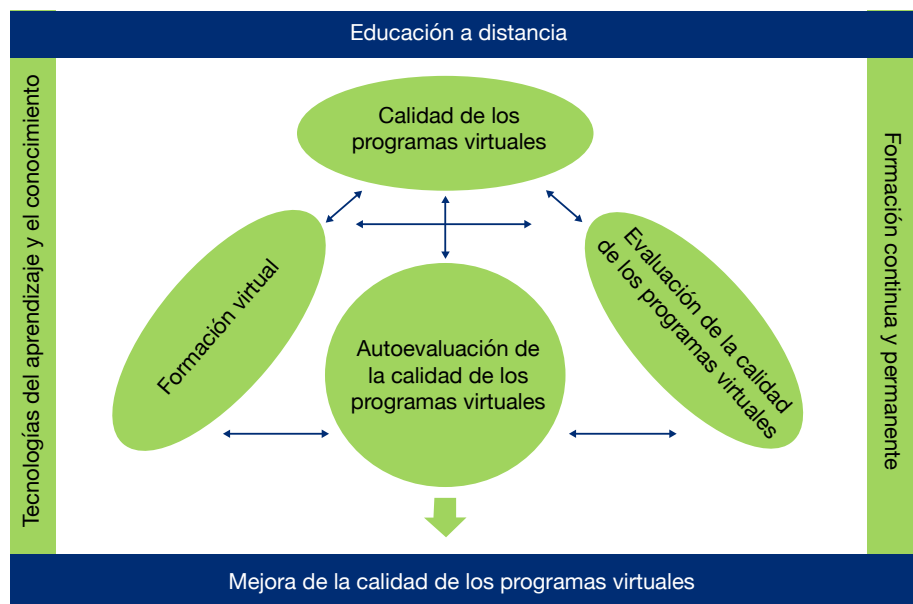 Educación a distancia
Tecnologías del aprizaje y el conocimiento
Calidad de los
programas virtuales
Formación continua y permanente
Formación virtual
Evaluación de la calidad
de los programas
virtuales
Autoevaluación de
la calidad de los
programas virtuales
Mejora de la calidad de los programas virtuales